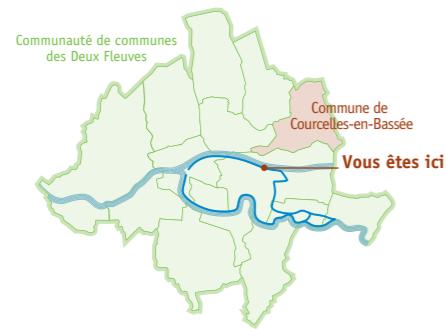 Communauté de communes
des Deux Fleuves
Commune de
Courcelles-en-Bassée
Vous êtes ici